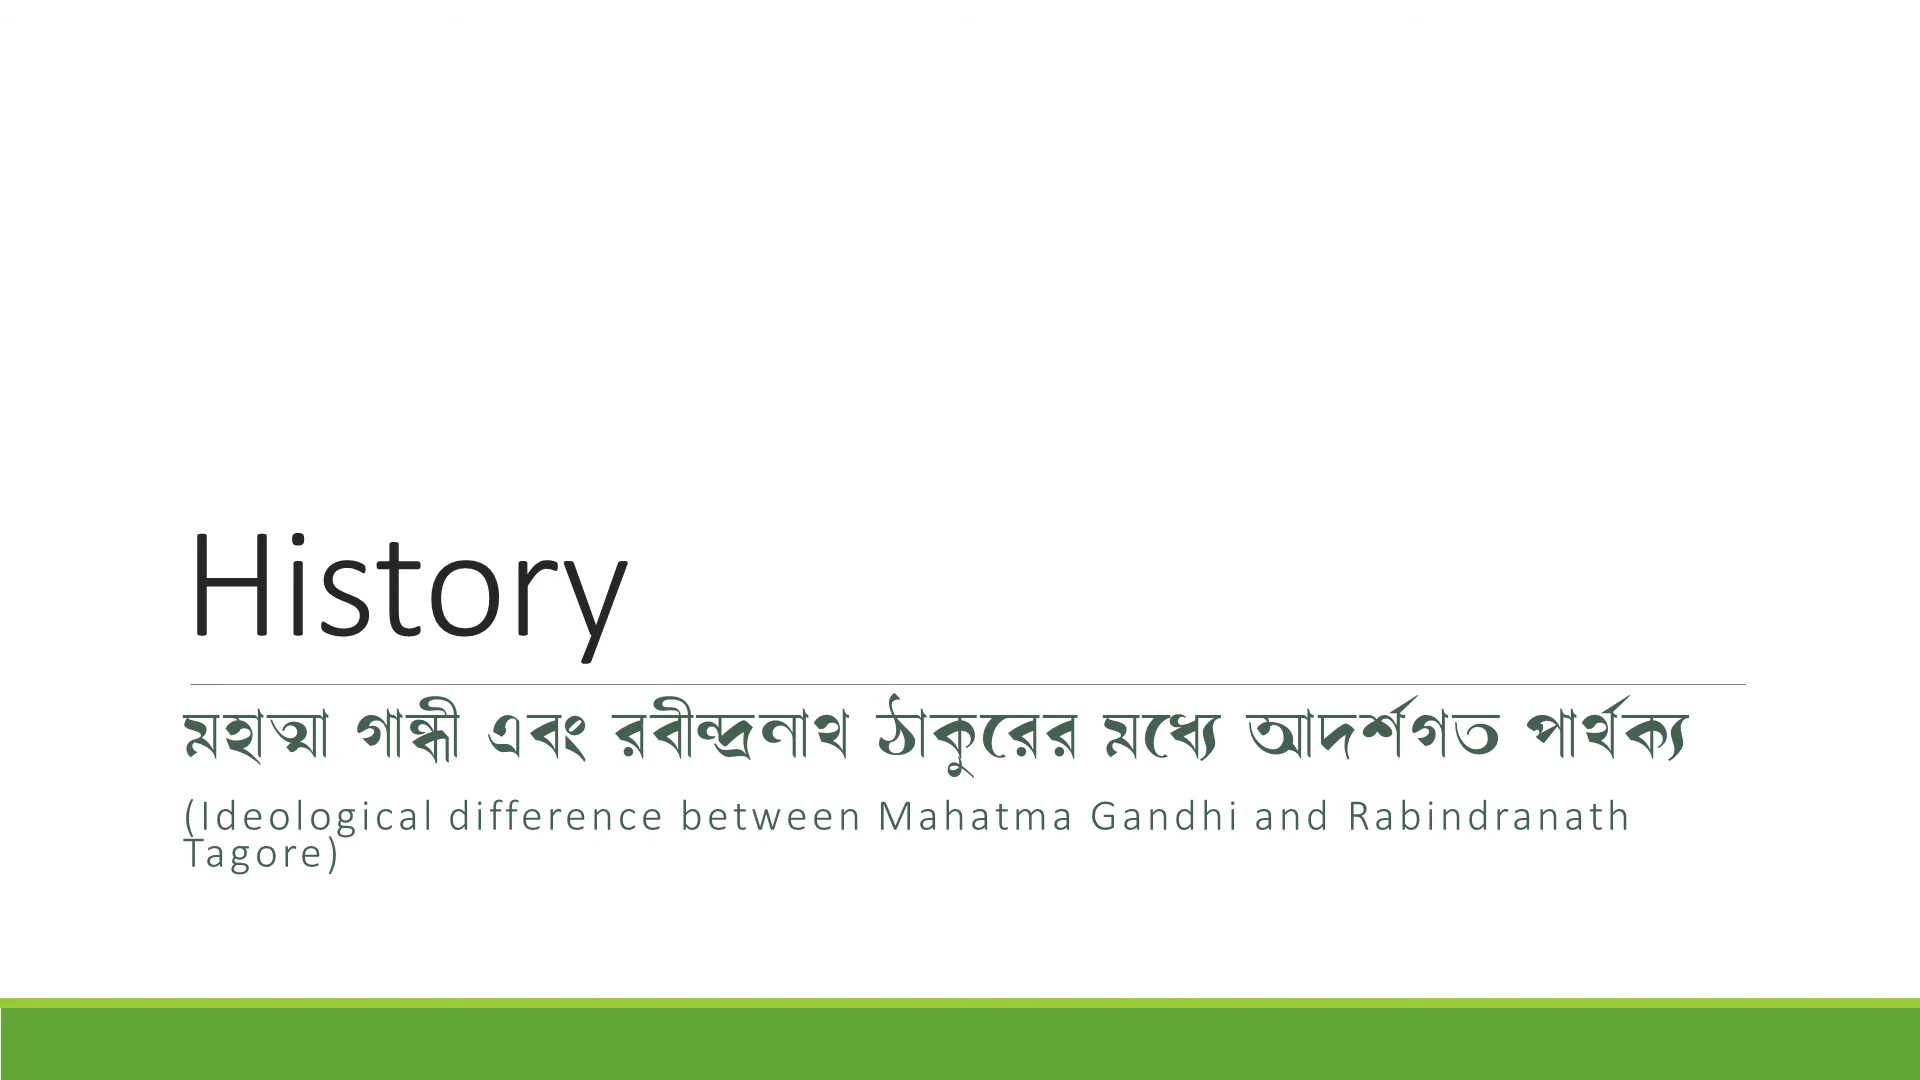 History
মহাত্মা গান্ধী এবং রবীন্দ্রনাথ ঠাকুরের মধ্যে আদর্শগত পার্থক্য
(Ideological difference between Mahatma Gandhi and Rabindranath
Tagore)